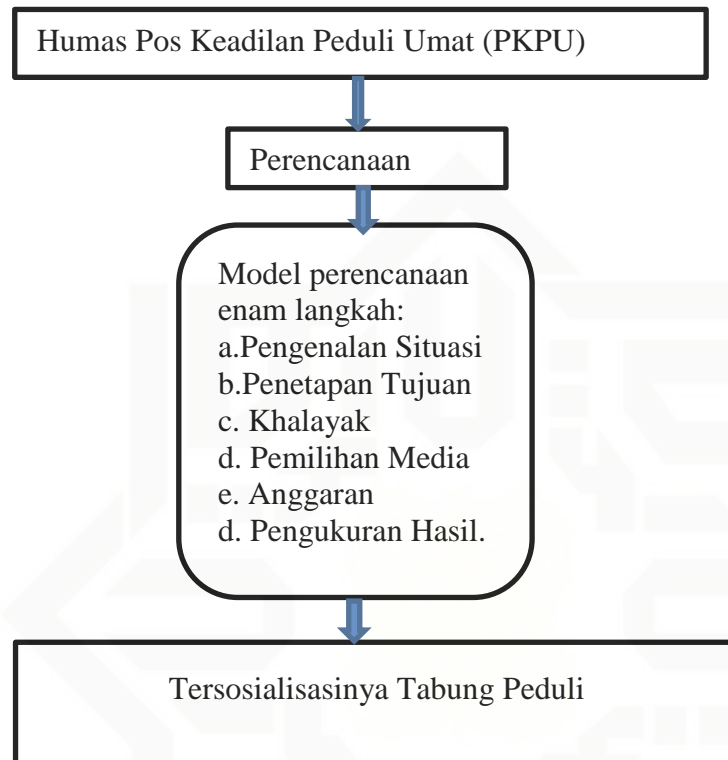 Humas Pos Keadilan Peduli Umat (PKPU)
Perencanaan
Model perencanaan
enam langkah:
a.Pengenalan Situasi
b.Penetapan Tujuan
c. Khalayak
d. Pemilihan Media
e. Anggaran
d. Pengukuran Hasil.
Tersosialisasinya Tabung Peduli